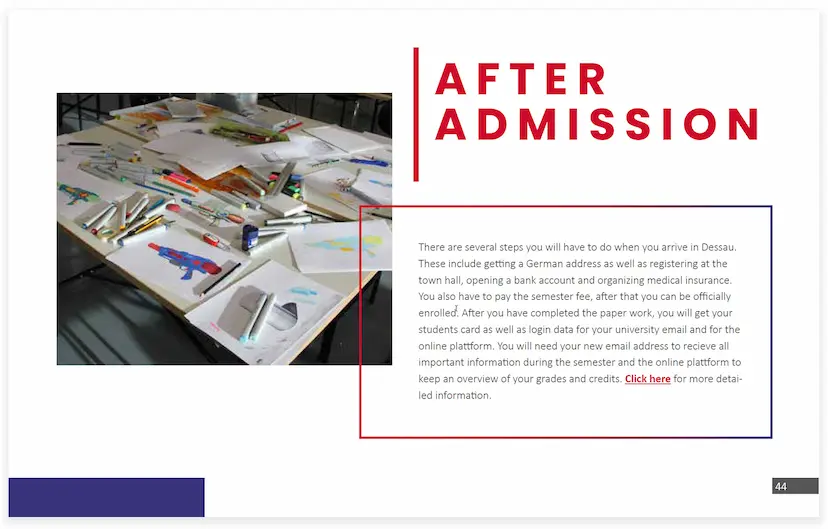 AFTER
ADMISSION
There are several steps you will have to do when you arrive in Dessau.
These include getting a German address as well as registering at the
town hall, opening a bank account and organizing medical insurance.
You also have to pay the semester fee, after that you can be officially
enrolled. After you have completed the paper work, you will get your
students card as well as login data for your university email and for the
online plattform. You will need your new email address to recieve all
important information during the semester and the online plattform to
keep an overview of your grades and credits. Click here for more detai-
led information.
44